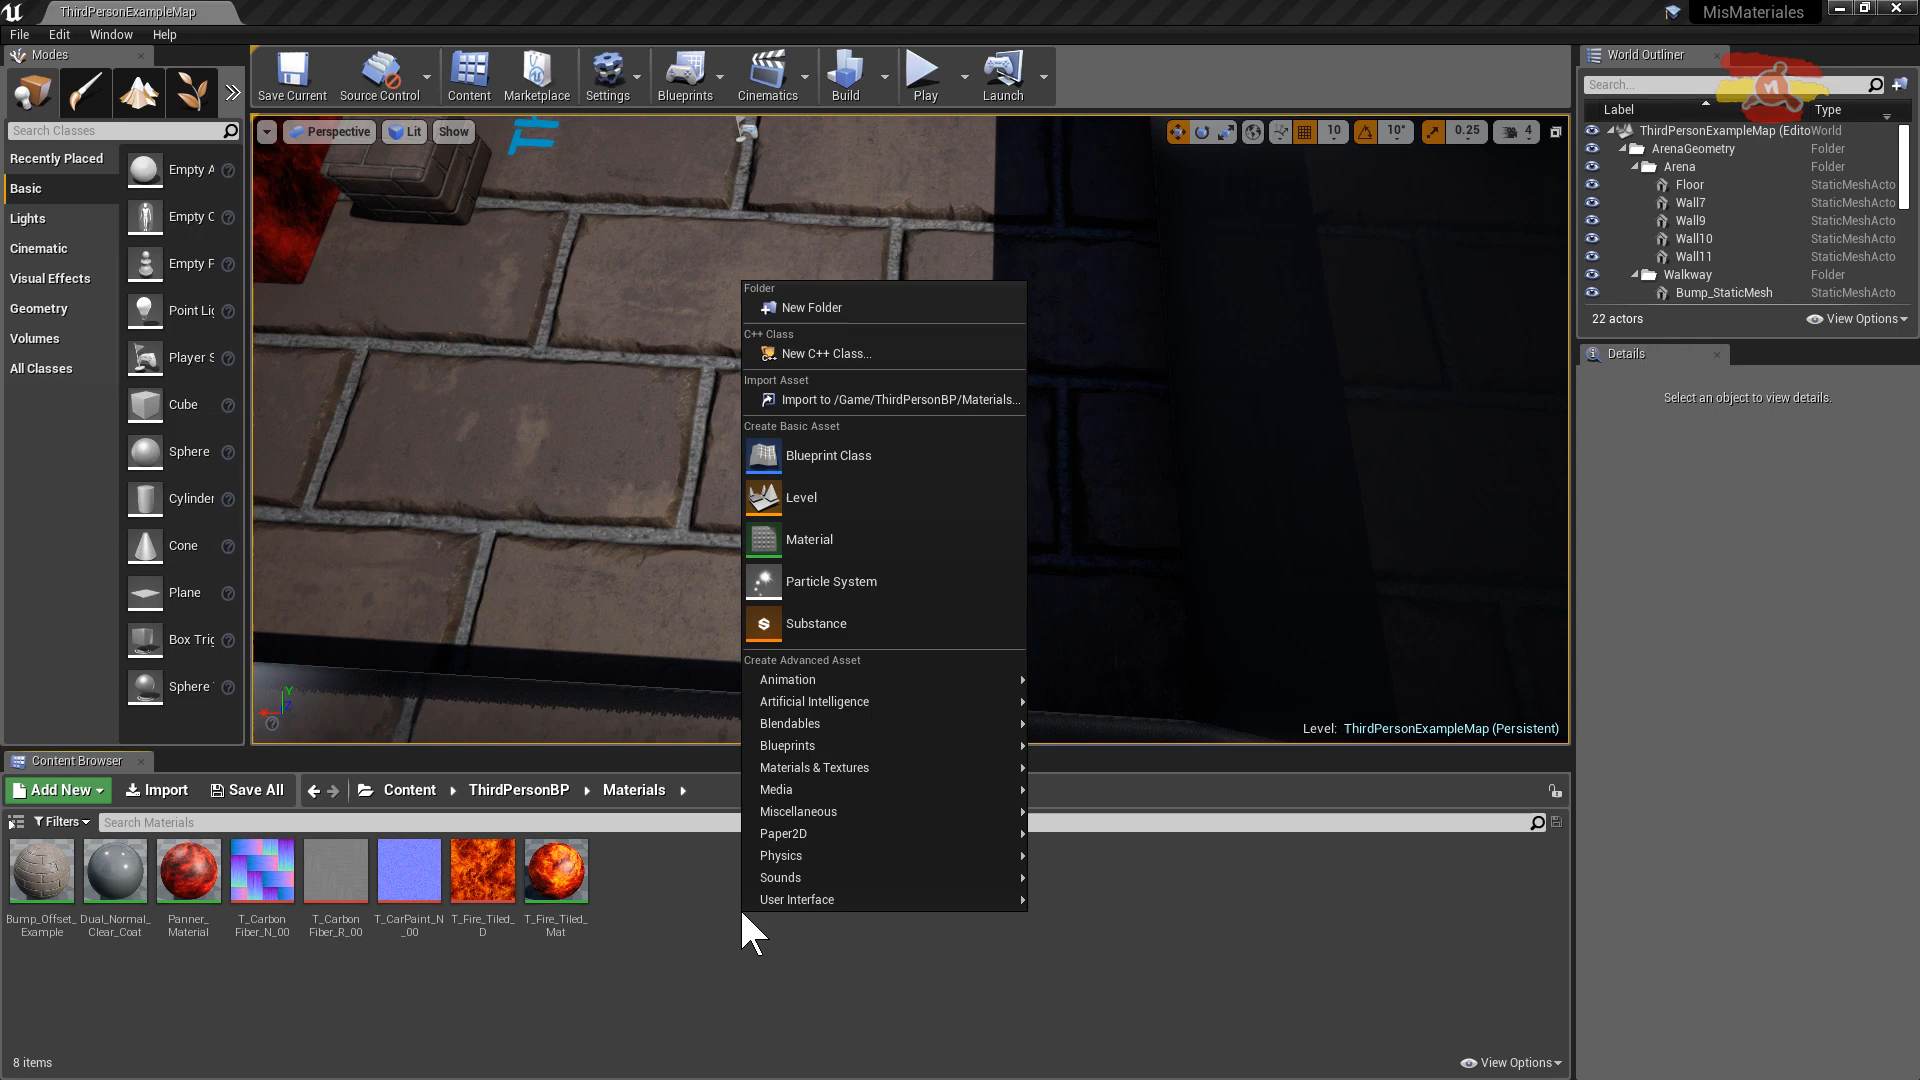 ThirdPersonExampleMap
MisMateriales
File Edit Window Help
Modes
Search Classes
Recently Placed
Basic
Lights
Cinematic
Visual Effects
Geometry
Volumes
All Classes
Empty A
Empty C
Empty P
Point Lig
Player S
Cube
Sphere
Cylinder
Cone
Plane
Box Trig
Sphere
Save Current
Source Control
Content
Marketplace
Settings
Blueprints
Cinematics
Build
Play
Launch
Perspective
Lit
Show
10
10°
0.25
4
Folder
New Folder
C++ Class
New C++ Class...
Import Asset
Import to /Game/ThirdPersonBP/Materials...
Create Basic Asset
Blueprint Class
Level
Material
Particle System
Substance
Create Advanced Asset
Animation
Artificial Intelligence
Blendables
Blueprints
Materials & Textures
Media
Miscellaneous
Paper2D
Physics
Sounds
User Interface
Level: ThirdPersonExampleMap (Persistent)
World Outliner
Search...
Label Type
ThirdPersonExampleMap (Edito World
ArenaGeometry Folder
Arena Folder
Floor StaticMeshActo
Wall7 StaticMeshActo
Wall9 StaticMeshActo
Wall10 StaticMeshActo
Wall11 StaticMeshActo
Walkway Folder
Bump_StaticMesh StaticMeshActo
22 actors
View Options
Details
Select an object to view details.
Content Browser
Add New
Import
Save All
Content
ThirdPersonBP
Materials
Filters
Search Materials
Bump_Offset_
Example
Dual_Normal_
Clear_Coat
Panner_
Material
T_Carbon
Fiber_N_00
T_Carbon
Fiber_R_00
T_CarPaint_N
_00
T_Fire_Tiled_
D
T_Fire_Tiled_
Mat
8 items
View Options